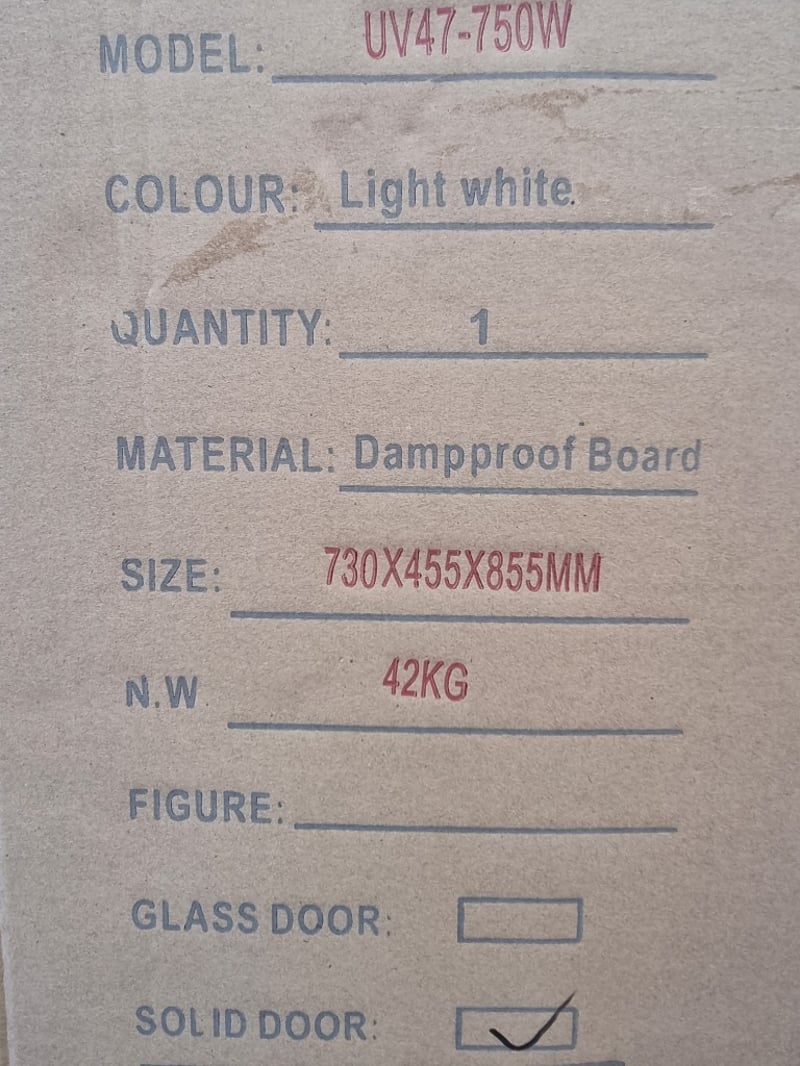 MODEL: UV47-750W
COLOUR: Light white.
QUANTITY: 1
MATERIAL: Dampproof Board
SIZE: 730X455X855MM
N.W 42KG
FIGURE:
GLASS DOOR:
SOLID DOOR: